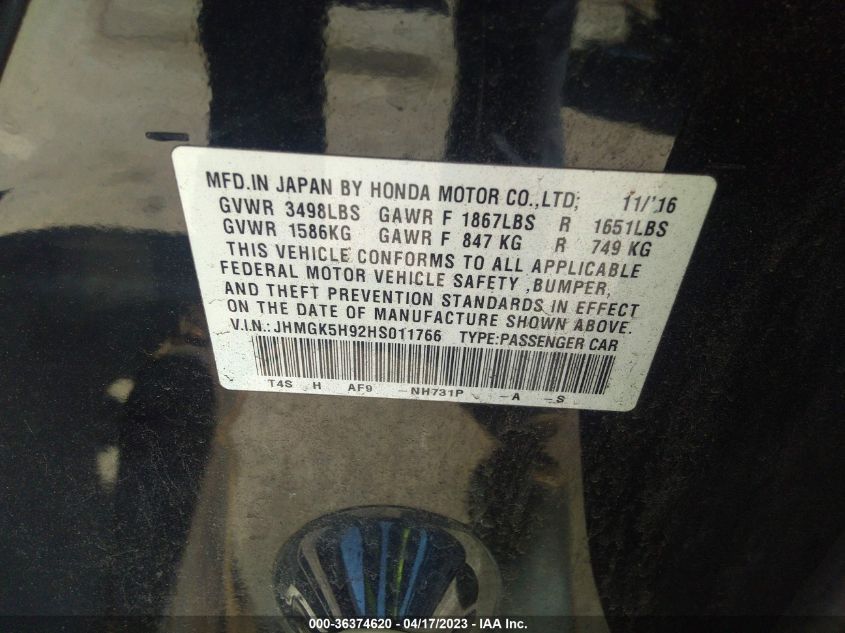 MFD.IN JAPAN BY HONDA MOTOR CO.,LTD; 11/'16
GVWR 3498LBS GAWR F 1867LBS R 1651LBS
GVWR 1586KG GAWR F 847 KG R 749 KG
THIS VEHICLE CONFORMS TO ALL APPLICABLE
FEDERAL MOTOR VEHICLE SAFETY ,BUMPER,
AND THEFT PREVENTION STANDARDS IN EFFECT
ON THE DATE OF MANUFACTURE SHOWN ABOVE.
V.I.N.:JHMGK5H92HS011766 TYPE:PASSENGER CAR
T4S H AF9 -NH731P -A -S
000-36374620 - 04/17/2023 - IAA Inc.